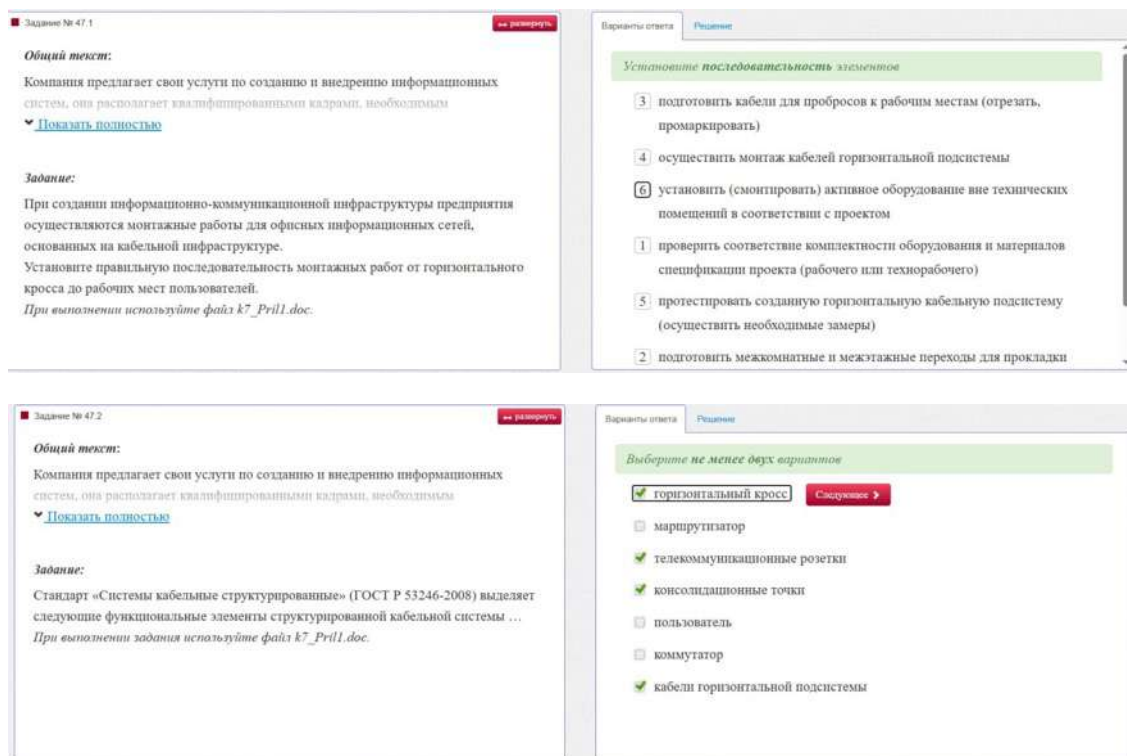 Задание № 47.1
развернуть
Общий текст:
Компания предлагает свои услуги по созданию и внедрению информационных
систем, она располагает квалифицированными кадрами, необходимым
Показать полностью
Задание:
При создании информационно-коммуникационной инфраструктуры предприятия
осуществляются монтажные работы для офисных информационных сетей,
основанных на кабельной инфраструктуре.
Установите правильную последовательность монтажных работ от горизонтального
кросса до рабочих мест пользователей.
При выполнении используйте файл k7_Pril1.doc.
Варианты ответа Решение
Установите последовательность элементов
3 подготовить кабели для пробросов к рабочим местам (отрезать,
промаркировать)
4 осуществить монтаж кабелей горизонтальной подсистемы
6 установить (смонтировать) активное оборудование вне технических
помещений в соответствии с проектом
1 проверить соответствие комплектности оборудования и материалов
спецификации проекта (рабочего или технорабочего)
5 протестировать созданную горизонтальную кабельную подсистему
(осуществить необходимые замеры)
2 подготовить межкомнатные и межэтажные переходы для прокладки
Задание № 47.2
развернуть
Общий текст:
Компания предлагает свои услуги по созданию и внедрению информационных
систем, она располагает квалифицированными кадрами, необходимым
Показать полностью
Задание:
Стандарт «Системы кабельные структурированные» (ГОСТ Р 53246-2008) выделяет
следующие функциональные элементы структурированной кабельной системы …
При выполнении задания используйте файл k7_Pril1.doc.
Варианты ответа Решение
Выберите не менее двух вариантов
горизонтальный кросс Следующее
маршрутизатор
телекоммуникационные розетки
консолидационные точки
пользователь
коммутатор
кабели горизонтальной подсистемы